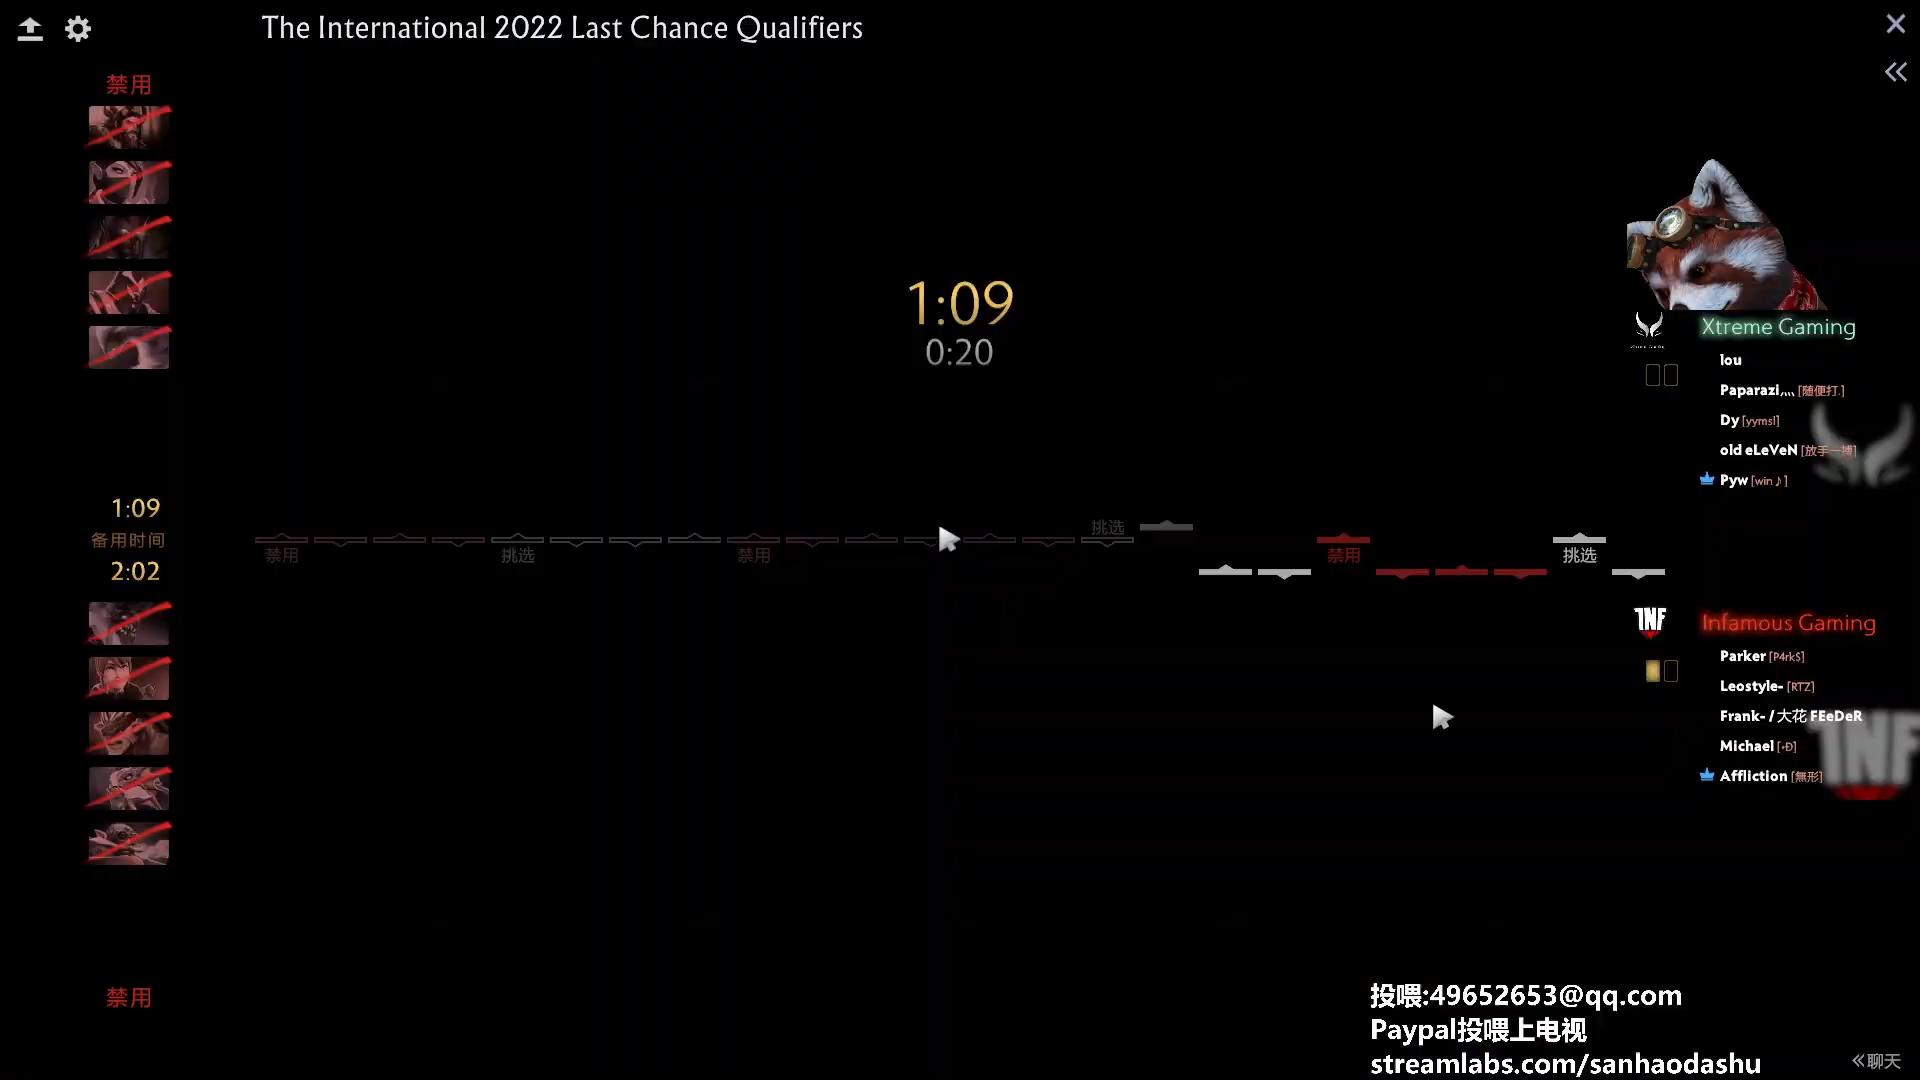 The International 2022 Last Chance Qualifiers
禁用
1:09
0:20
Xtreme Gaming
lou
Paparazi灬 [随便打.]
Dy [yyms!]
old eLeVeN [放手一搏]
Pyw [win♪]
1:09
备用时间
2:02
禁用
挑选
禁用
挑选
禁用
挑选
1NF
Infamous Gaming
Parker [P4rk$]
Leostyle- [RTZ]
Frank- / 大花 FEeDeR
Michael [·Ð]
Affliction [無形]
1NF
禁用
投喂:49652653@qq.com
Paypal投喂上电视
streamlabs.com/sanhaodashu
«聊天